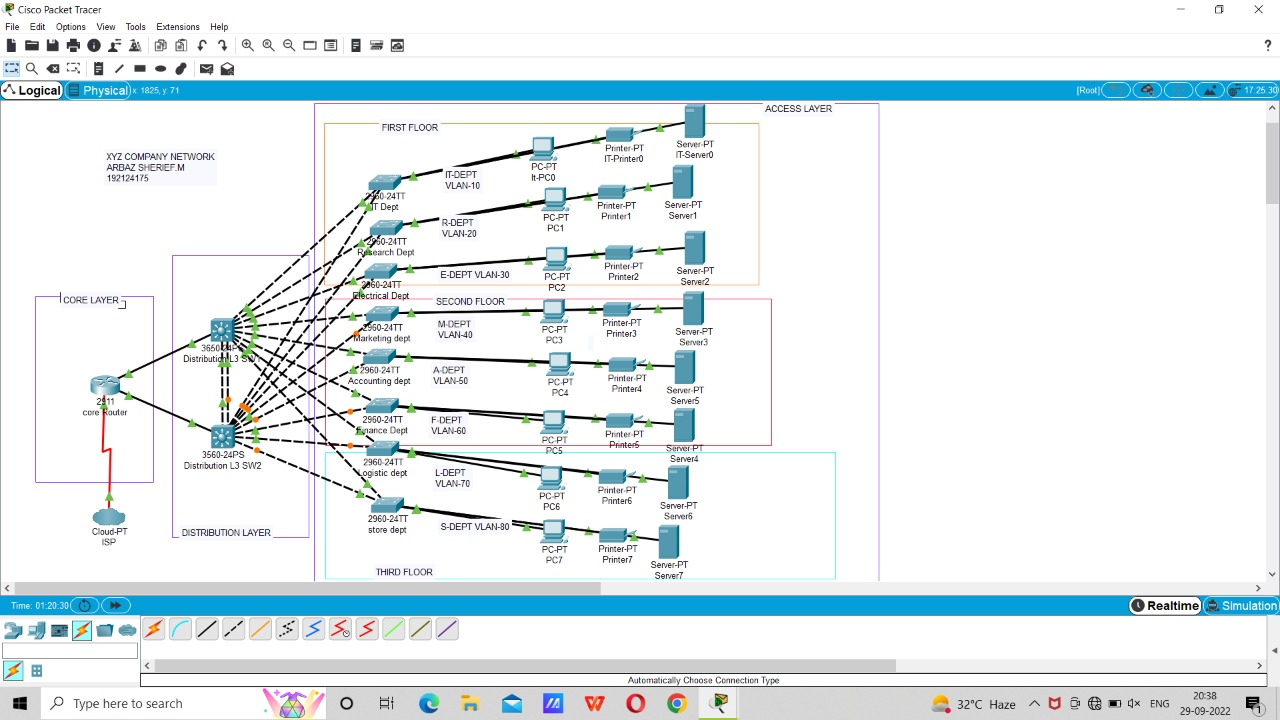 Cisco Packet Tracer
File Edit Options View Tools Extensions Help
?
Logical
Physical
x: 1825, y: 71
[Root]
17:25:30
XYZ COMPANY NETWORK
ARBAZ SHERIEF.M
192124175
ACCESS LAYER
FIRST FLOOR
2960-24TT
IT Dept
IT-DEPT
VLAN-10
PC-PT
It-PC0
Printer-PT
IT-Printer0
Server-PT
IT-Server0
2960-24TT
Research Dept
R-DEPT
VLAN-20
PC-PT
PC1
Printer-PT
Printer1
Server-PT
Server1
2960-24TT
Electrical Dept
E-DEPT VLAN-30
PC-PT
PC2
Printer-PT
Printer2
Server-PT
Server2
SECOND FLOOR
2960-24TT
Marketing dept
M-DEPT
VLAN-40
PC-PT
PC3
Printer-PT
Printer3
Server-PT
Server3
2960-24TT
Accounting dept
A-DEPT
VLAN-50
PC-PT
PC4
Printer-PT
Printer4
Server-PT
Server5
2960-24TT
Finance Dept
F-DEPT
VLAN-60
PC-PT
PC5
Printer-PT
Printer5
Server-PT
Server4
2960-24TT
Logistic dept
L-DEPT
VLAN-70
PC-PT
PC6
Printer-PT
Printer6
Server-PT
Server6
2960-24TT
store dept
S-DEPT VLAN-80
PC-PT
PC7
Printer-PT
Printer7
Server-PT
Server7
THIRD FLOOR
CORE LAYER
2911
core Router
Cloud-PT
ISP
Distribution L3 SW1
3560-24PS
Distribution L3 SW2
DISTRIBUTION LAYER
Time: 01:20:30
Realtime
Simulation
Automatically Choose Connection Type
Type here to search
32°C Haze
ENG
20:38
29-09-2022
1